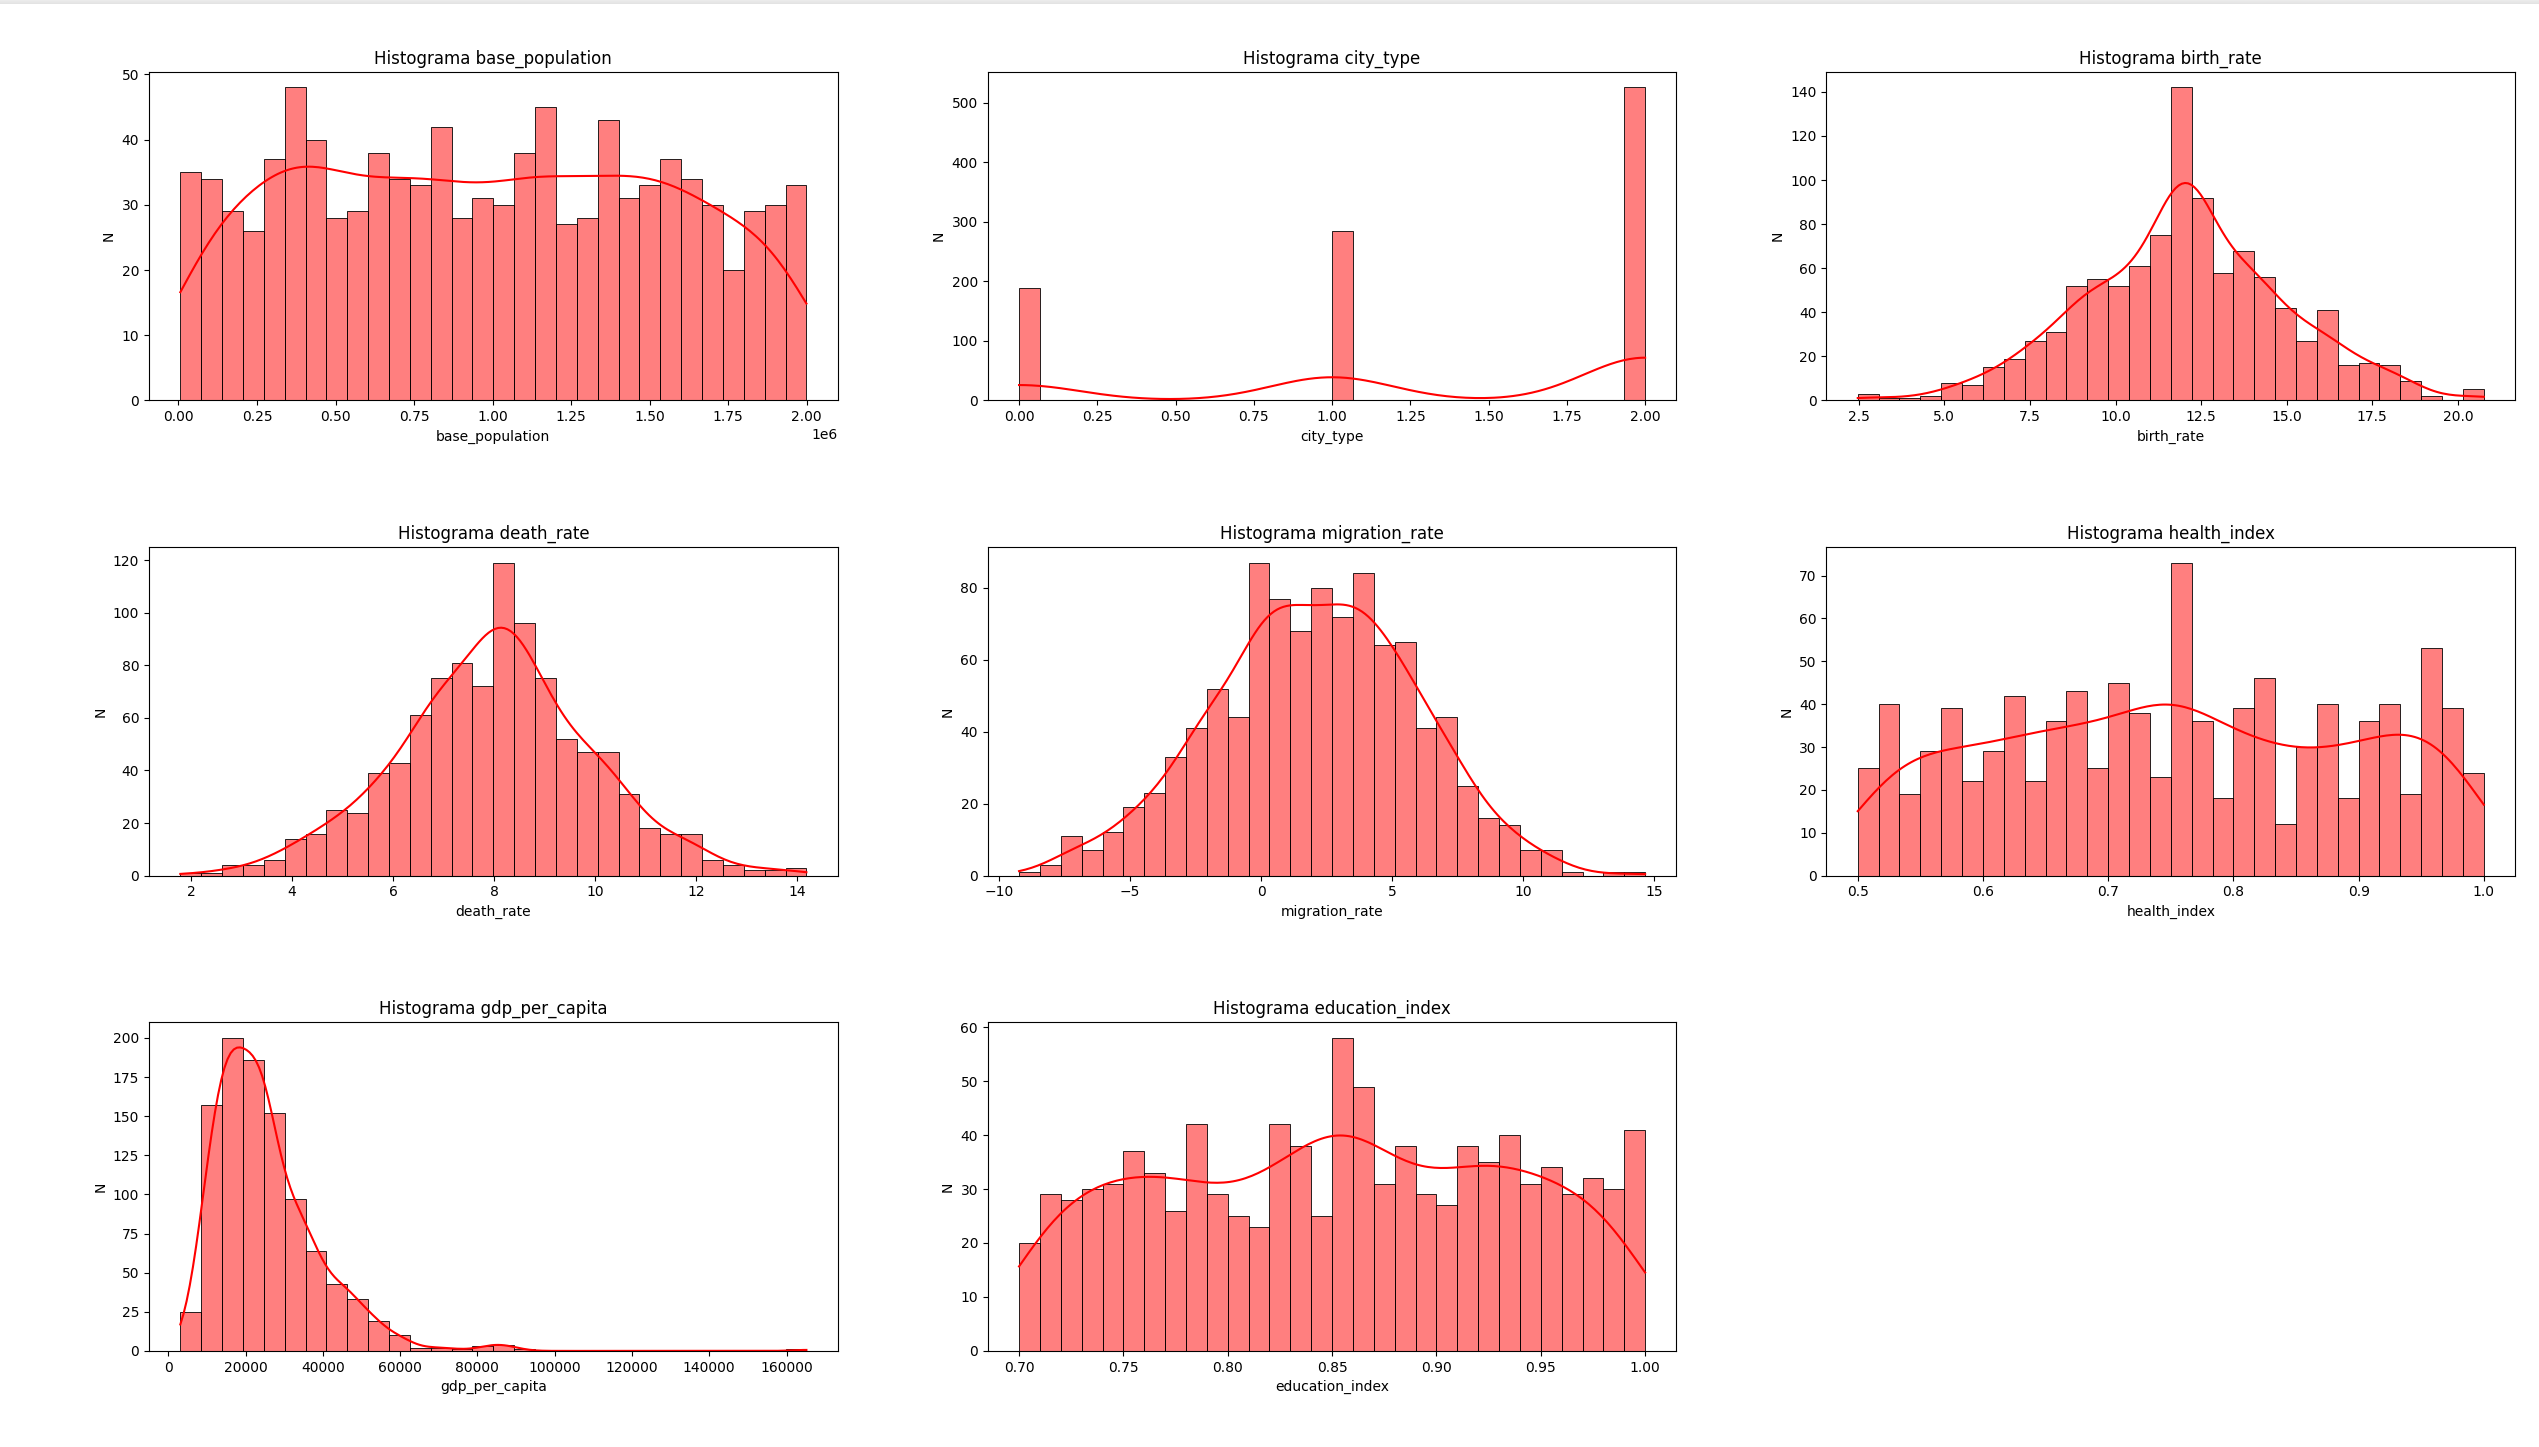 Histograma base_population
50
40
30
20
10
0
N
0.00 0.25 0.50 0.75 1.00 1.25 1.50 1.75 2.00
1e6
base_population
Histograma city_type
500
400
300
200
100
0
N
0.00 0.25 0.50 0.75 1.00 1.25 1.50 1.75 2.00
city_type
Histograma birth_rate
140
120
100
80
60
40
20
0
N
2.5 5.0 7.5 10.0 12.5 15.0 17.5 20.0
birth_rate
Histograma death_rate
120
100
80
60
40
20
0
N
2 4 6 8 10 12 14
death_rate
Histograma migration_rate
80
60
40
20
0
N
−10 −5 0 5 10 15
migration_rate
Histograma health_index
70
60
50
40
30
20
10
0
N
0.5 0.6 0.7 0.8 0.9 1.0
health_index
Histograma gdp_per_capita
200
175
150
125
100
75
50
25
0
N
0 20000 40000 60000 80000 100000 120000 140000 160000
gdp_per_capita
Histograma education_index
60
50
40
30
20
10
0
N
0.70 0.75 0.80 0.85 0.90 0.95 1.00
education_index